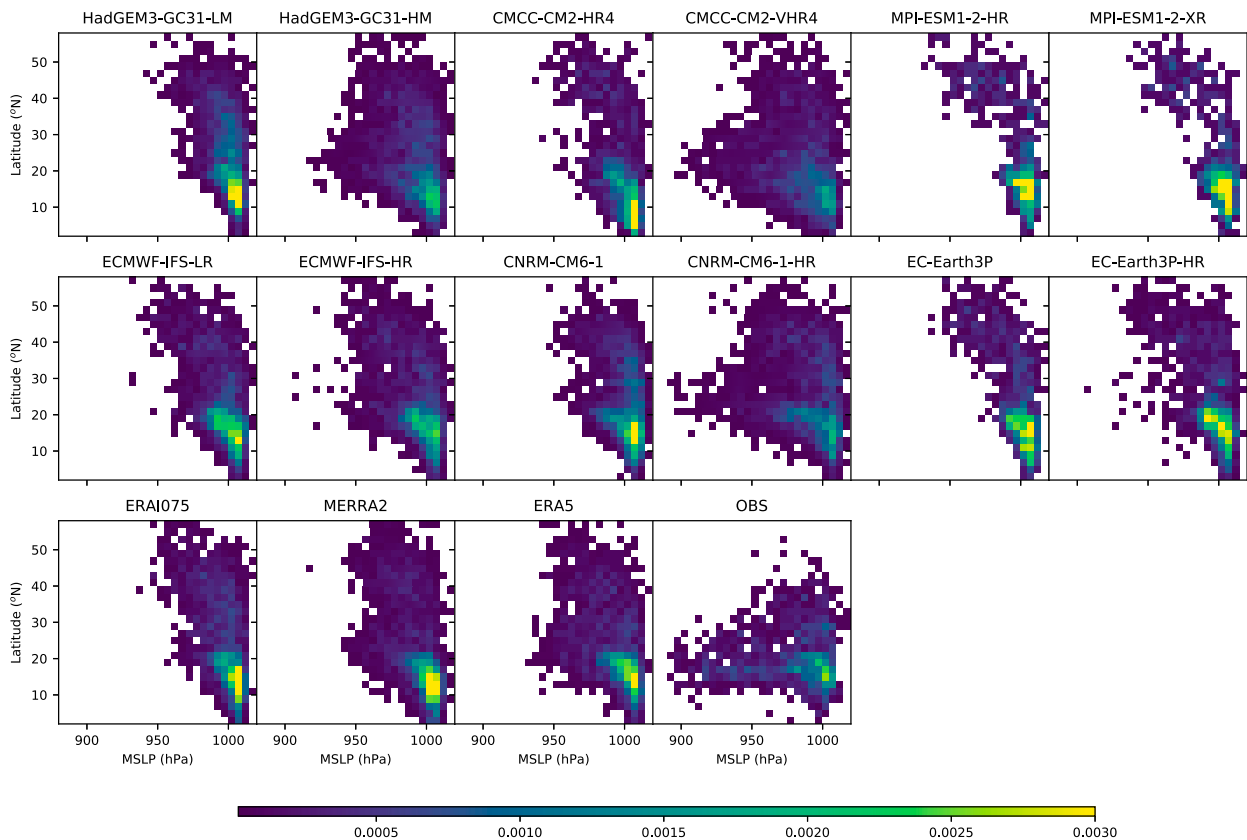 HadGEM3-GC31-LM HadGEM3-GC31-HM CMCC-CM2-HR4 CMCC-CM2-VHR4 MPI-ESM1-2-HR MPI-ESM1-2-XR
50
40
30
20
10
Latitude (°N)
ECMWF-IFS-LR ECMWF-IFS-HR CNRM-CM6-1 CNRM-CM6-1-HR EC-Earth3P EC-Earth3P-HR
50
40
30
20
10
Latitude (°N)
ERAI075 MERRA2 ERA5 OBS
50
40
30
20
10
Latitude (°N)
900 950 1000 900 950 1000 900 950 1000 900 950 1000
MSLP (hPa) MSLP (hPa) MSLP (hPa) MSLP (hPa)
0.0005 0.0010 0.0015 0.0020 0.0025 0.0030